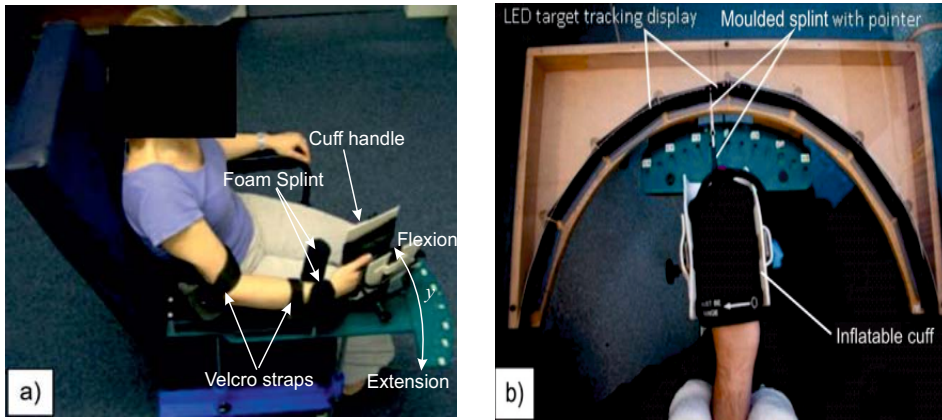 Cuff handle
Foam Splint
Flexion
y
Velcro straps
Extension
a)
LED target tracking display
Moulded splint with pointer
Inflatable cuff
b)